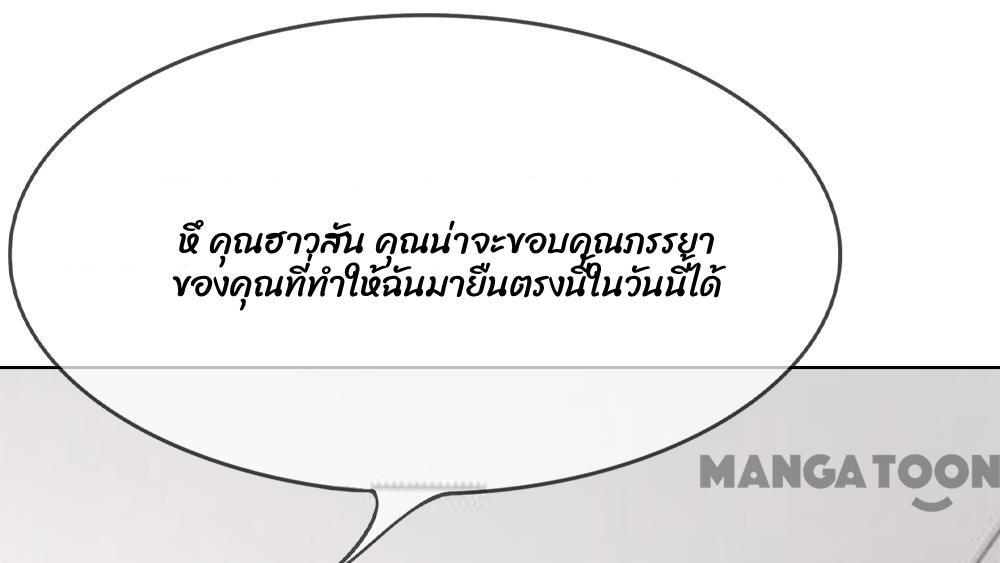 หึ คุณฮาวสัน คุณน่าจะขอบคุณภรรยา
ของคุณที่ทำให้ฉันมายืนตรงนี้ในวันนี้ได้
MANGATOON